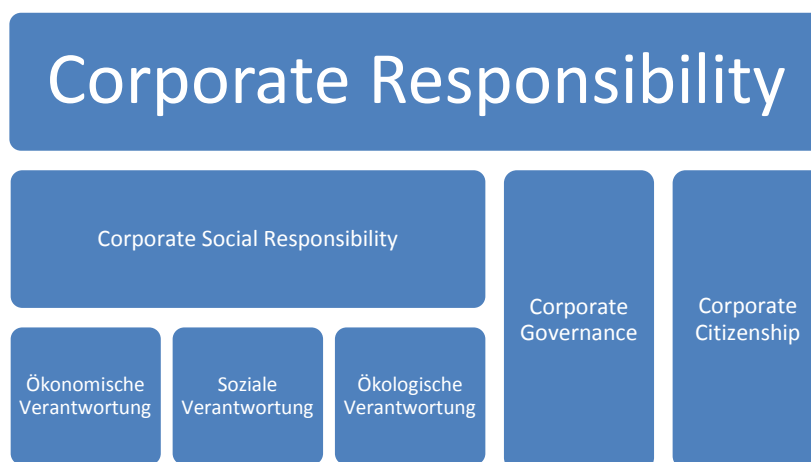 Corporate Responsibility
Corporate Social Responsibility
Corporate
Governance
Corporate
Citizenship
Ökonomische
Verantwortung
Soziale
Verantwortung
Ökologische
Verantwortung